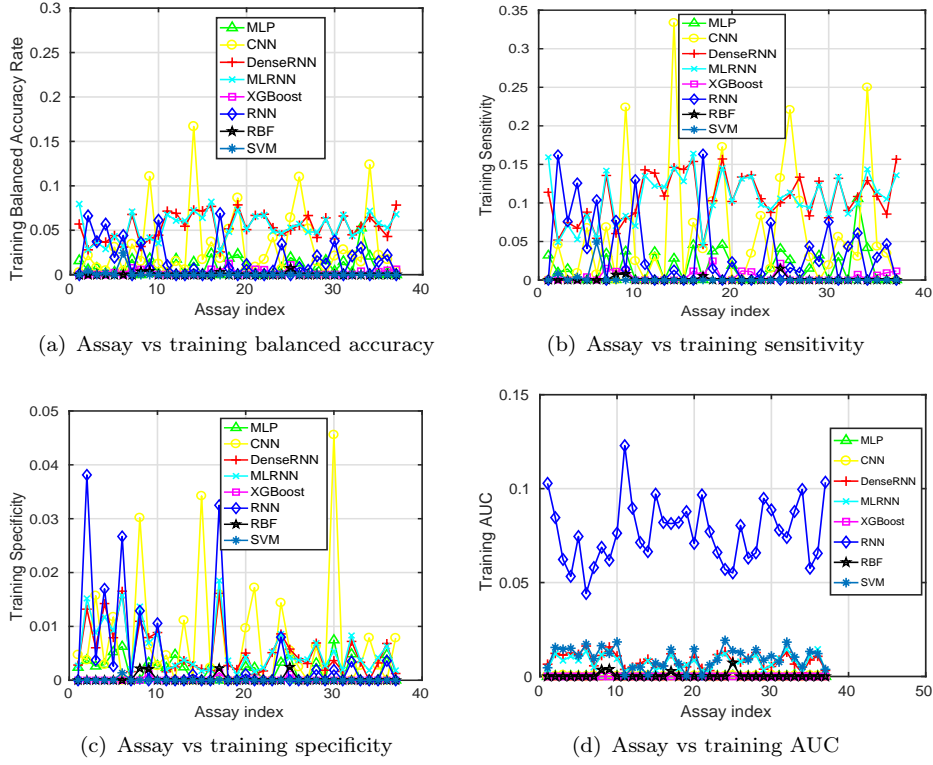 0.3
0.25
0.2
0.15
0.1
0.05
0
Training Balanced Accuracy Rate
MLP
CNN
DenseRNN
MLRNN
XGBoost
RNN
RBF
SVM
0 10 20 30 40
Assay index
(a) Assay vs training balanced accuracy
0.35
0.3
0.25
0.2
0.15
0.1
0.05
0
Training Sensitivity
MLP
CNN
DenseRNN
MLRNN
XGBoost
RNN
RBF
SVM
0 10 20 30 40
Assay index
(b) Assay vs training sensitivity
0.05
0.04
0.03
0.02
0.01
0
Training Specificity
MLP
CNN
DenseRNN
MLRNN
XGBoost
RNN
RBF
SVM
0 10 20 30 40
Assay index
(c) Assay vs training specificity
0.15
0.1
0.05
0
Training AUC
MLP
CNN
DenseRNN
MLRNN
XGBoost
RNN
RBF
SVM
0 10 20 30 40 50
Assay index
(d) Assay vs training AUC